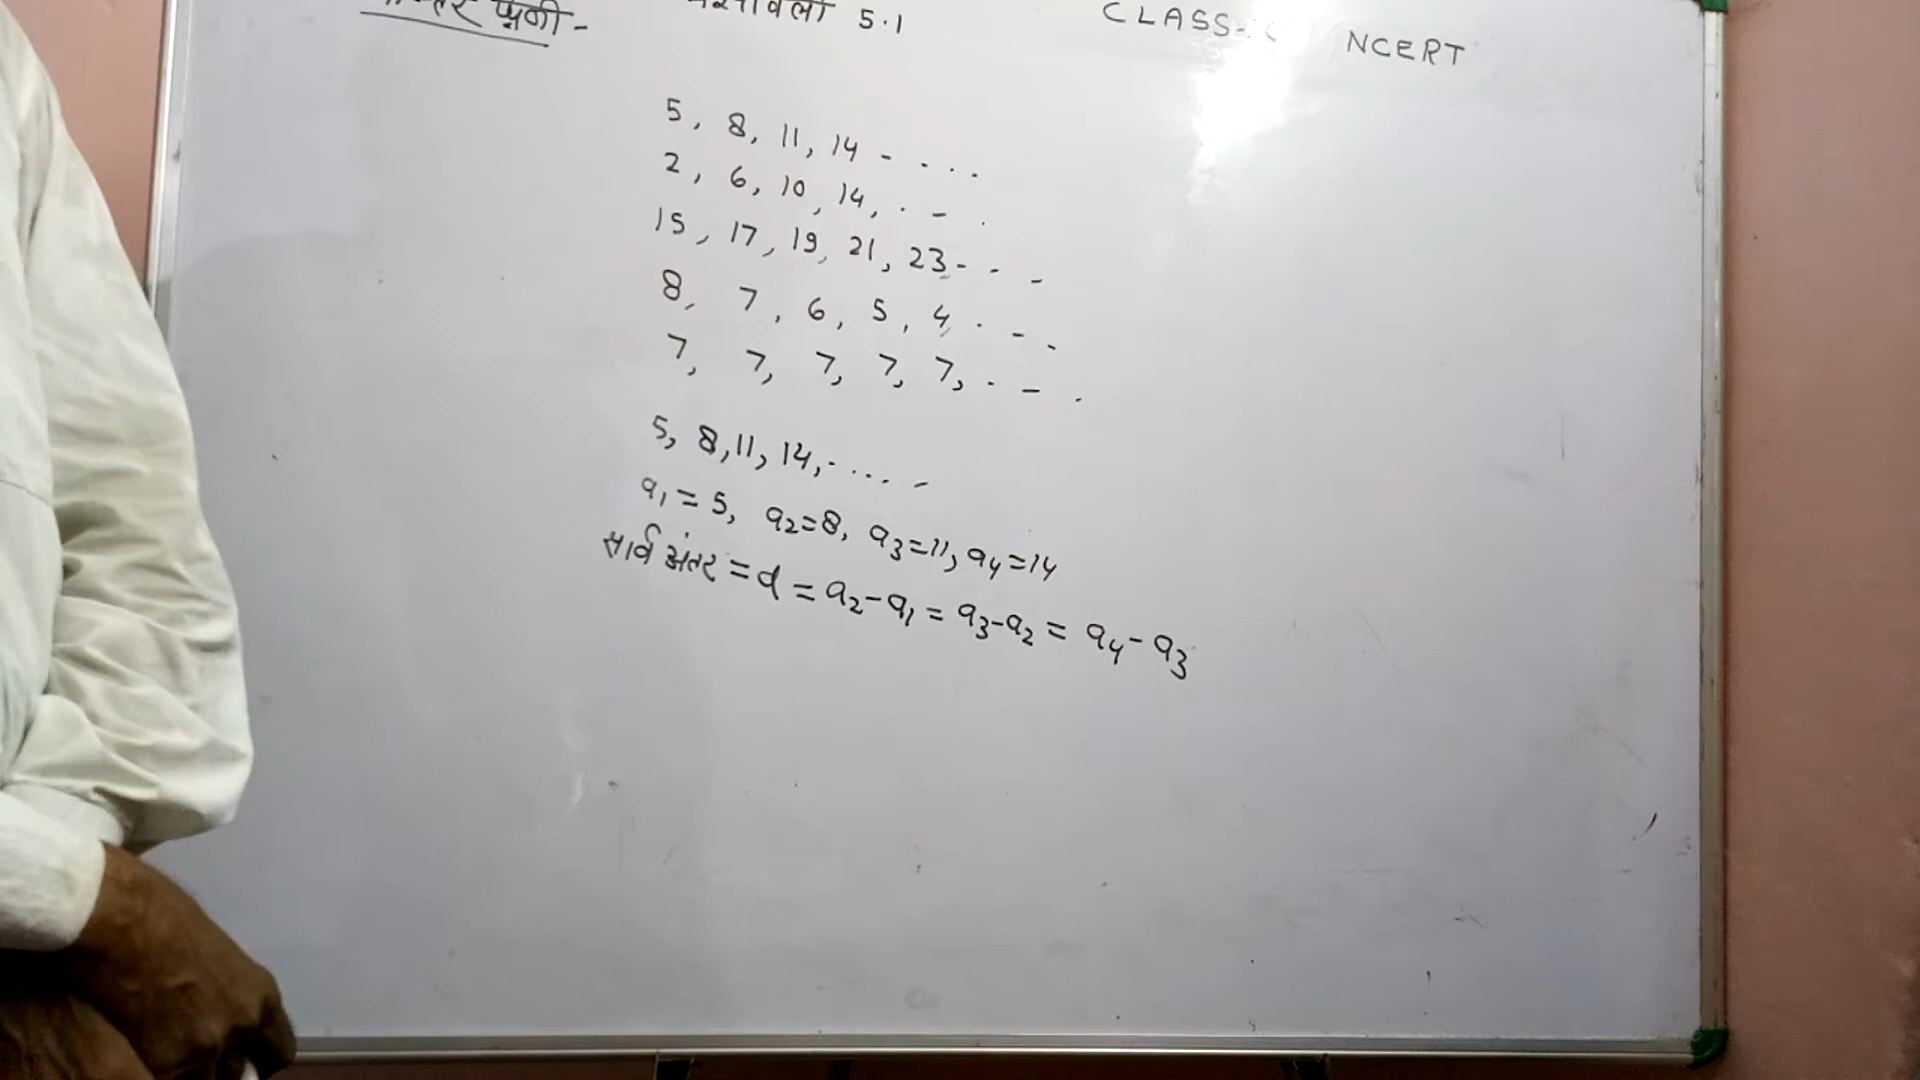 श्रेणी - प्रश्नावली 5.1 CLASS- NCERT
5, 8, 11, 14 - . . . .
2, 6, 10, 14, . - .
15, 17, 19, 21, 23 - - -
8, 7, 6, 5, 4, . - -
7, 7, 7, 7, 7, . - .
5, 8, 11, 14, . . . . . -
a₁ = 5, a₂ = 8, a₃ = 11, a₄ = 14
सार्व अंतर = d = a₂ - a₁ = a₃ - a₂ = a₄ - a₃